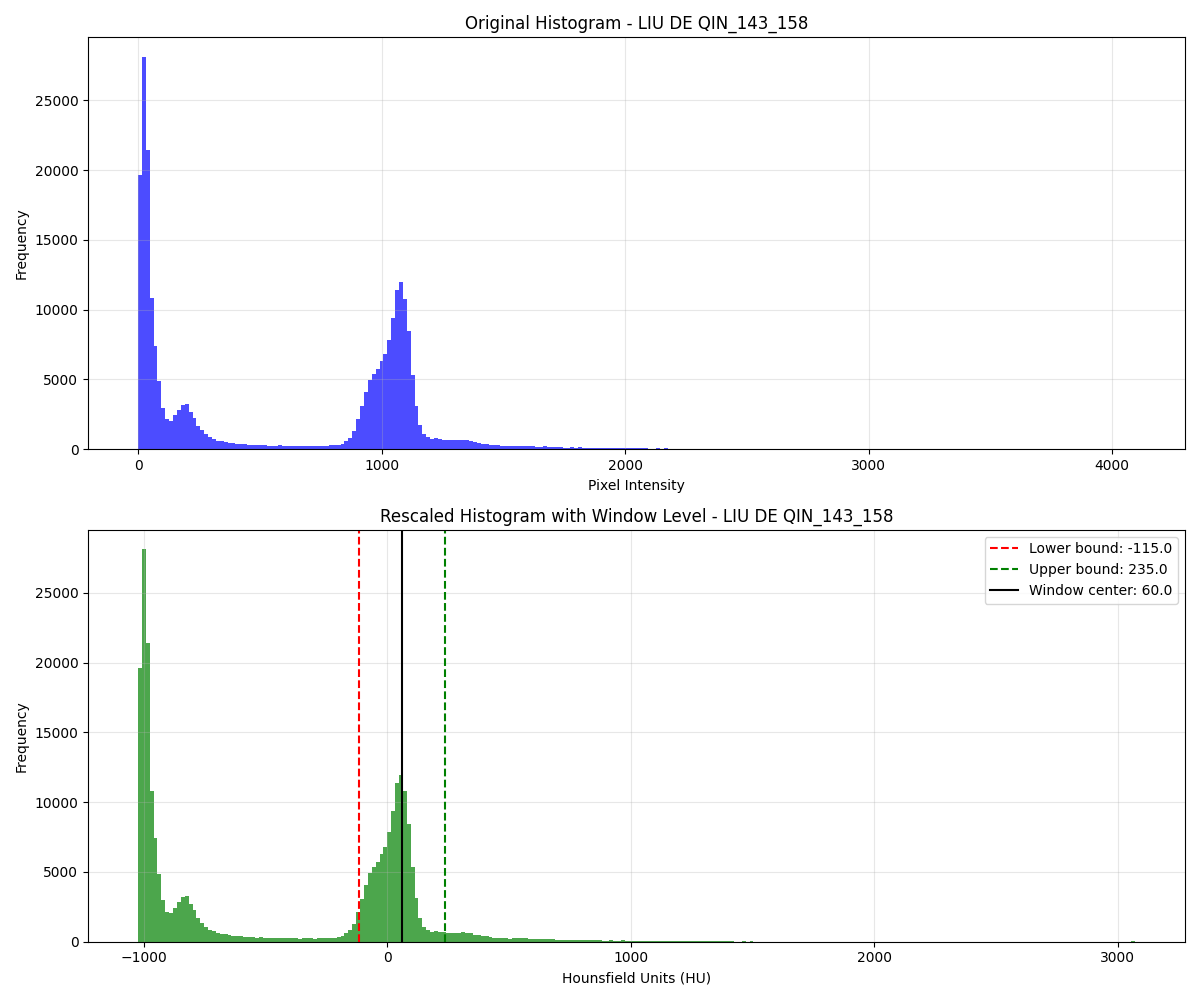 Original Histogram - LIU DE QIN_143_158
Frequency
25000
20000
15000
10000
5000
0
0 1000 2000 3000 4000
Pixel Intensity
Rescaled Histogram with Window Level - LIU DE QIN_143_158
Lower bound: -115.0
Upper bound: 235.0
Window center: 60.0
Frequency
25000
20000
15000
10000
5000
0
−1000 0 1000 2000 3000
Hounsfield Units (HU)